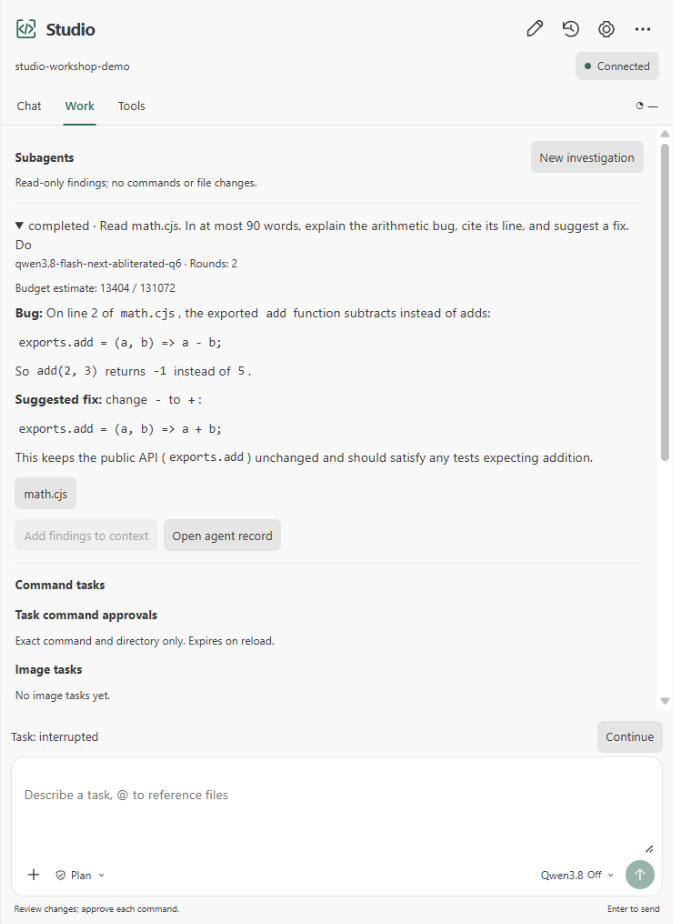 Studio
studio-workshop-demo
Connected
Chat Work Tools
Subagents
New investigation
Read-only findings; no commands or file changes.
completed · Read math.cjs. In at most 90 words, explain the arithmetic bug, cite its line, and suggest a fix.
Do
qwen3.8-flash-next-abliterated-q6 · Rounds: 2
Budget estimate: 13404 / 131072
Bug: On line 2 of math.cjs, the exported add function subtracts instead of adds:
exports.add = (a, b) => a - b;
So add(2, 3) returns -1 instead of 5.
Suggested fix: change - to +:
exports.add = (a, b) => a + b;
This keeps the public API (exports.add) unchanged and should satisfy any tests expecting addition.
math.cjs
Add findings to context Open agent record
Command tasks
Task command approvals
Exact command and directory only. Expires on reload.
Image tasks
No image tasks yet.
Task: interrupted
Continue
Describe a task, @ to reference files
Plan
Qwen3.8 Off
Review changes; approve each command.
Enter to send